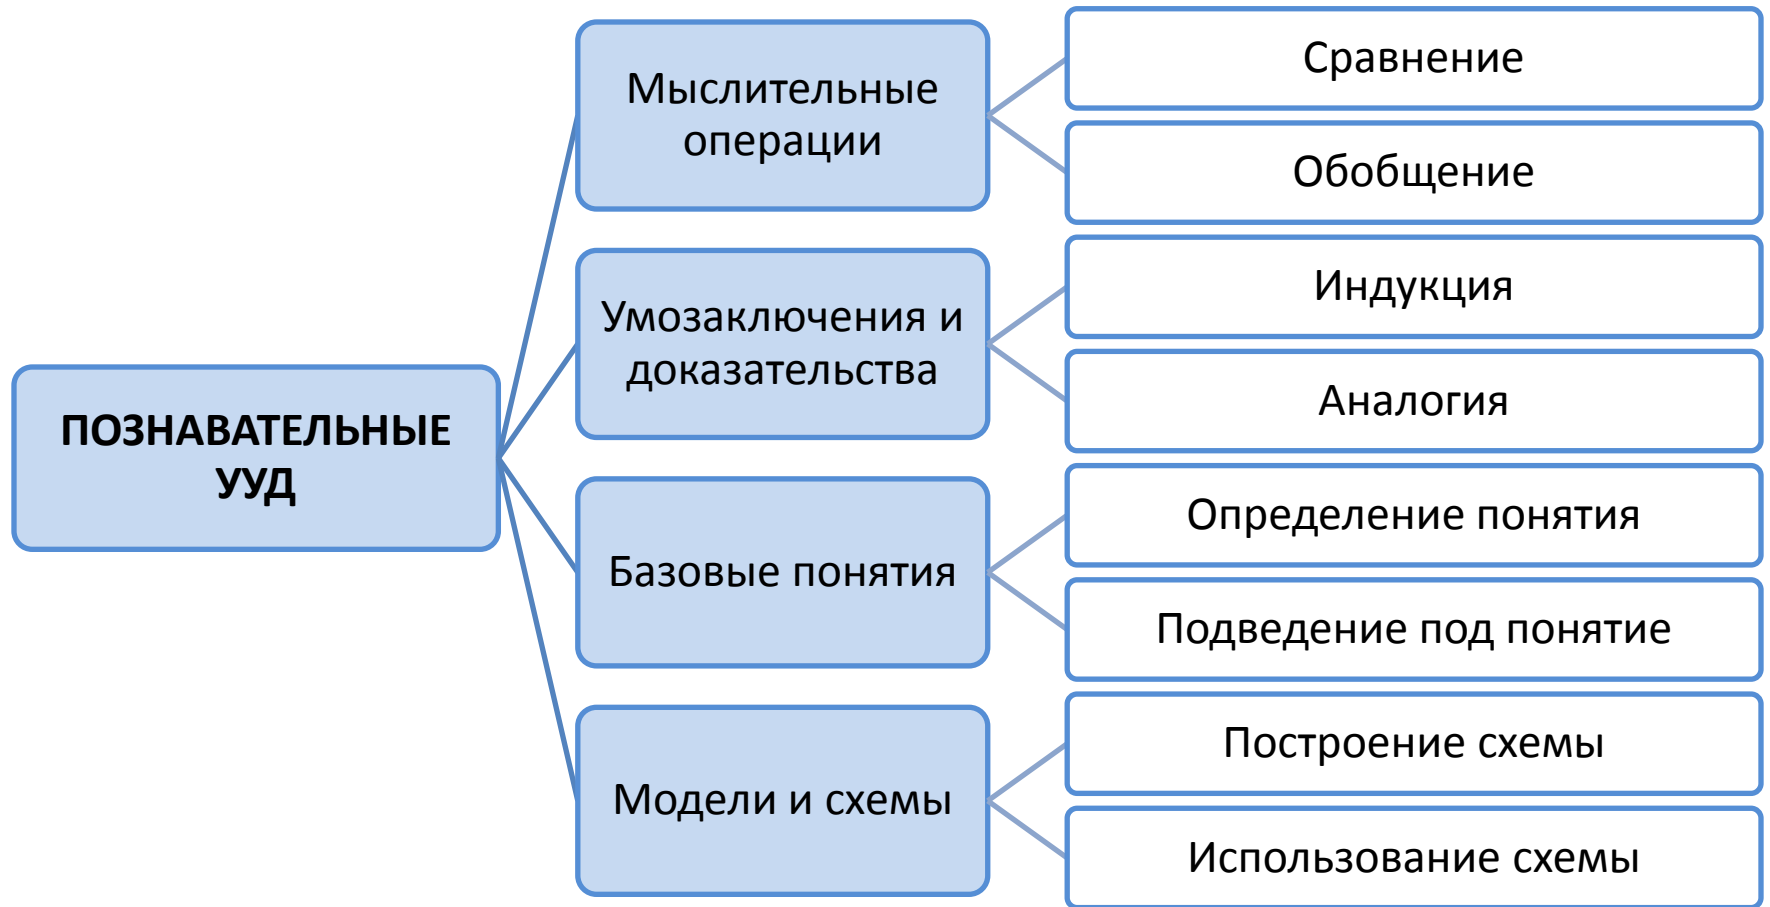 ПОЗНАВАТЕЛЬНЫЕ
УУД
Мыслительные
операции
Сравнение
Обобщение
Умозаключения и
доказательства
Индукция
Аналогия
Базовые понятия
Определение понятия
Подведение под понятие
Модели и схемы
Построение схемы
Использование схемы